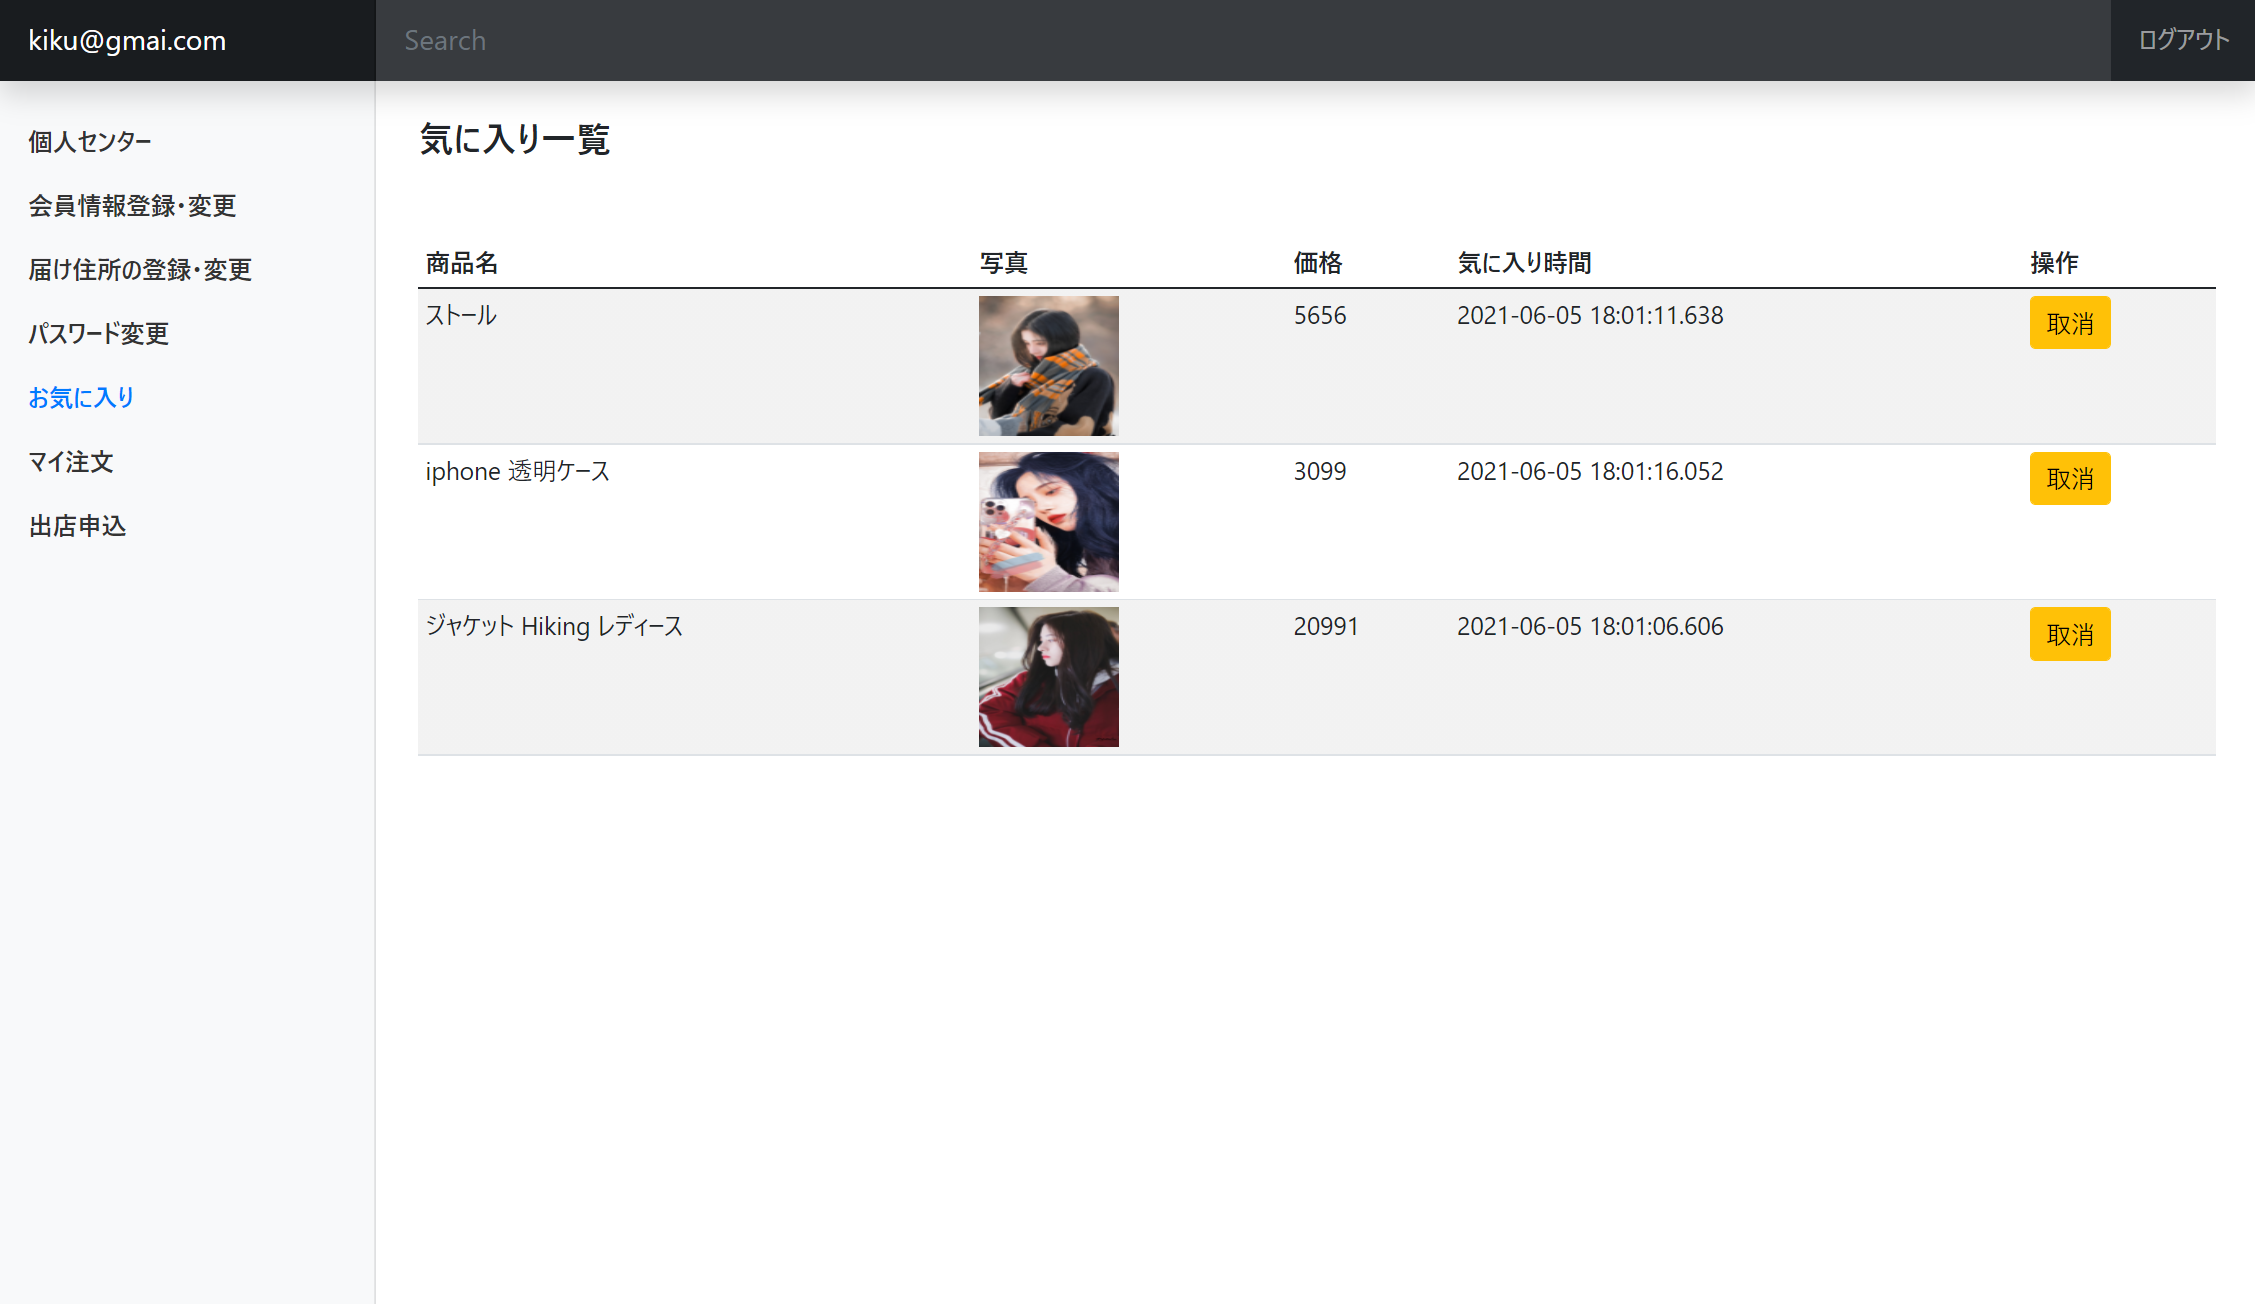 kiku@gmai.com
Search
ログアウト
個人センター
会員情報登録・変更
届け住所の登録・変更
パスワード変更
お気に入り
マイ注文
出店申込
気に入り一覧
商品名 写真 価格 気に入り時間 操作
ストール 5656 2021-06-05 18:01:11.638 取消
iphone 透明ケース 3099 2021-06-05 18:01:16.052 取消
ジャケット Hiking レディース 20991 2021-06-05 18:01:06.606 取消